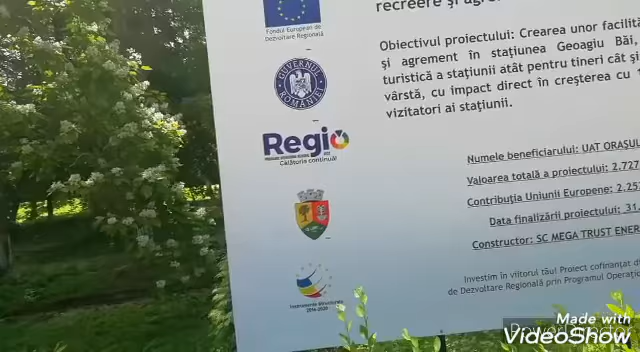 recreere și agre
Fondul European de
Dezvoltare Regională
Obiectivul proiectului: Crearea unor facilită
și agrement în stațiunea Geoagiu Băi,
turistică a stațiunii atât pentru tineri cât și
vârstă, cu impact direct în creșterea cu
vizitatori ai stațiunii.
GUVERNUL
ROMÂNIEI
Regio
Călătoria continuă!
Numele beneficiarului: UAT ORAȘUL
Valoarea totală a proiectului: 2.727
Contribuția Uniunii Europene: 2.25
Data finalizării proiectului: 31.
Constructor: SC MEGA TRUST ENER
Instrumente Structurale
2014-2020
Investim în viitorul tău! Proiect cofinanțat di
de Dezvoltare Regională prin Programul Operați
Made with
PowerDirector
VideoShow